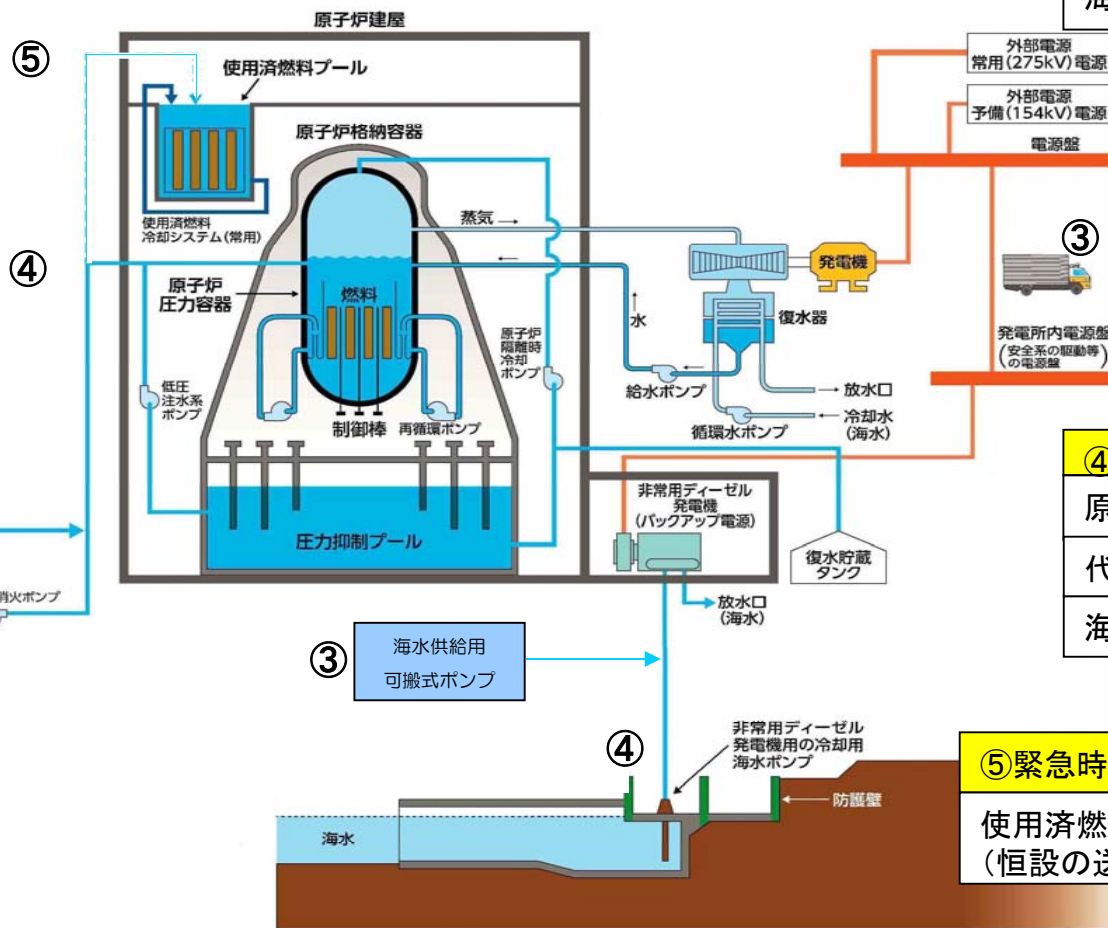 海
原子炉建屋
⑤
使用済燃料プール
外部電源
常用(275kV)電源
外部電源
予備(154kV)電源
電源盤
原子炉格納容器
使用済燃料
冷却システム(常用)
蒸気
③
発電機
④
原子炉
圧力容器
燃料
水
復水器
原子炉
隔離時
冷却
ポンプ
発電所内電源盤
(安全系の駆動等
の電源盤)
低圧
注水系
ポンプ
給水ポンプ
放水口
制御棒
再循環ポンプ
循環水ポンプ
冷却水
(海水)
④
原
代
海
非常用ディーゼル
発電機
(バックアップ電源)
圧力抑制プール
復水貯蔵
タンク
消火ポンプ
放水口
(海水)
③
海水供給用
可搬式ポンプ
④
非常用ディーゼル
発電機用の冷却用
海水ポンプ
防護壁
海水
⑤緊急時
使用済燃
(恒設の送